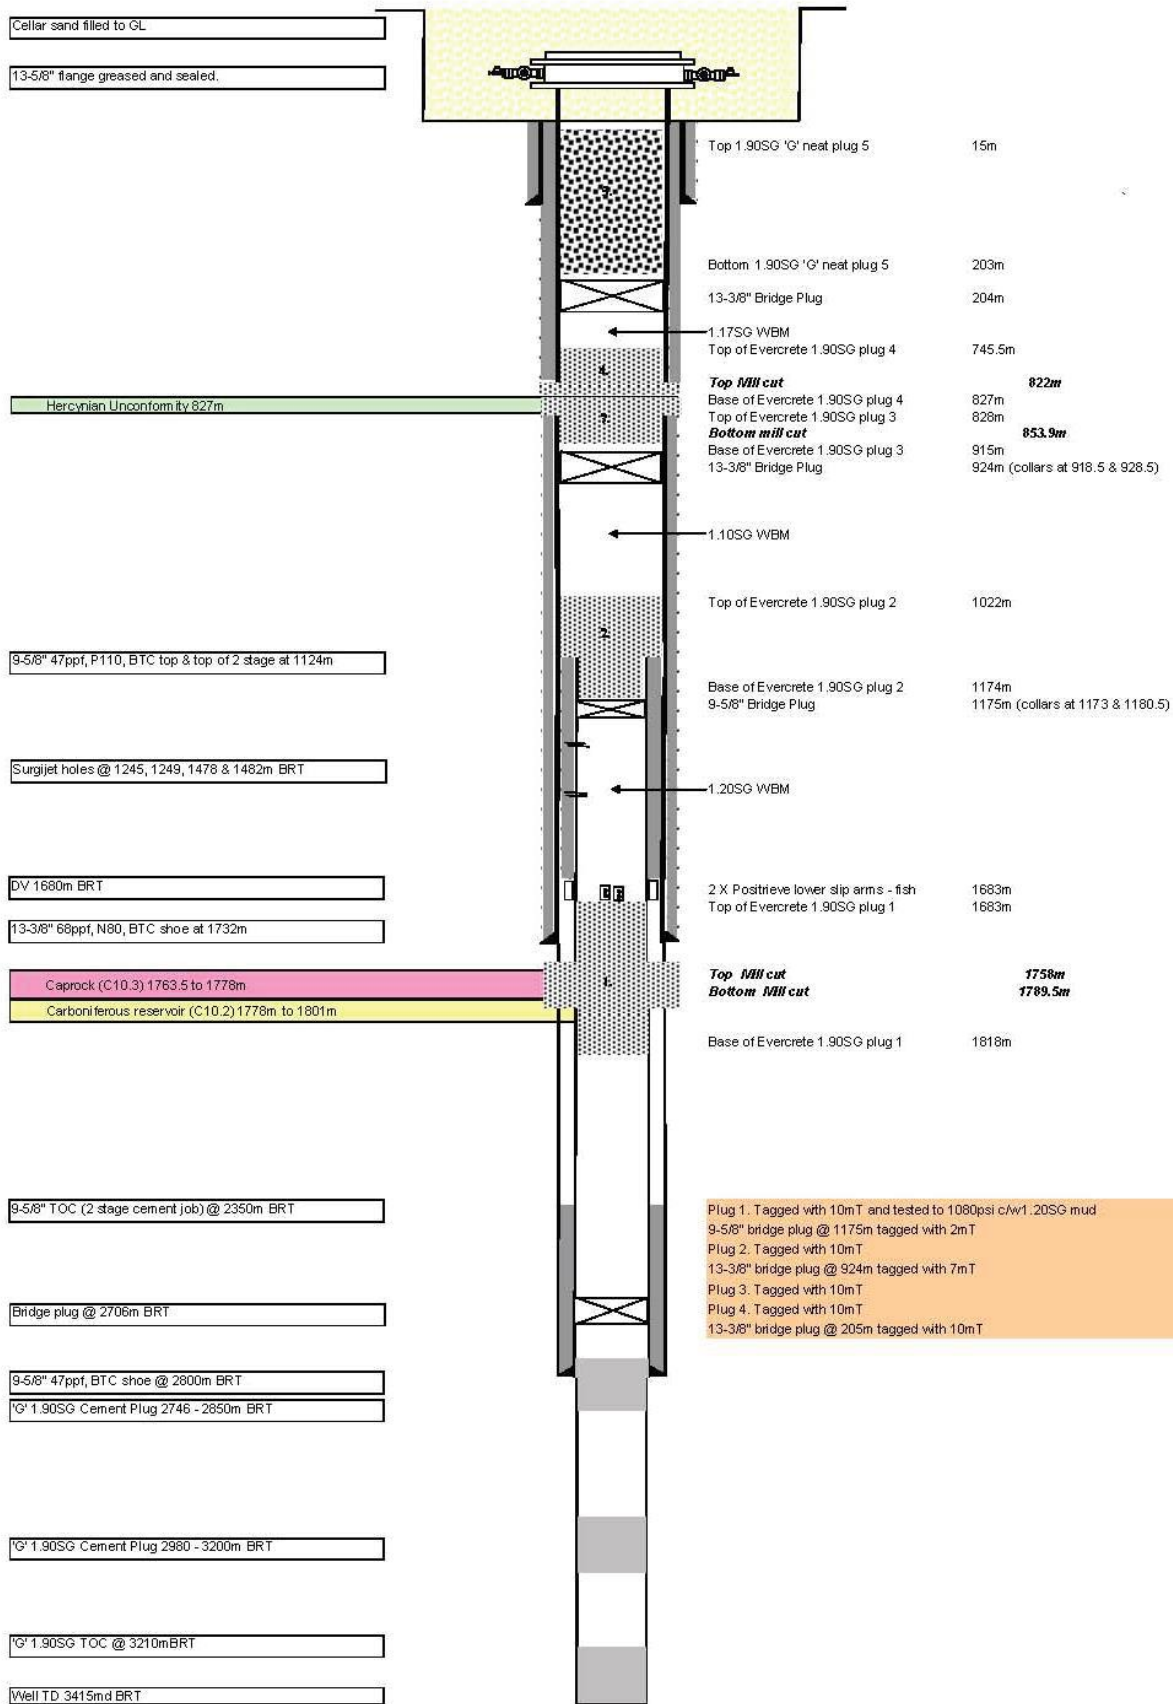 Cellar sand filled to GL
13-5/8" flange greased and sealed.
Top 1.90SG 'G' neat plug 5 15m
Bottom 1.90SG 'G' neat plug 5 203m
13-3/8" Bridge Plug 204m
1.17SG WBM
Top of Evercrete 1.90SG plug 4 745.5m
Top Mill cut 822m
Hercynian Unconformity 827m
Base of Evercrete 1.90SG plug 4 827m
Top of Evercrete 1.90SG plug 3 828m
Bottom mill cut 853.9m
Base of Evercrete 1.90SG plug 3 915m
13-3/8" Bridge Plug 924m (collars at 918.5 & 928.5)
1.10SG WBM
Top of Evercrete 1.90SG plug 2 1022m
2
9-5/8" 47ppf, P110, BTC top & top of 2 stage at 1124m
Base of Evercrete 1.90SG plug 2 1174m
9-5/8" Bridge Plug 1175m (collars at 1173 & 1180.5)
Surgijet holes @ 1245, 1249, 1478 & 1482m BRT
1.20SG WBM
DV 1680m BRT
2 X Positrieve lower slip arms - fish 1683m
Top of Evercrete 1.90SG plug 1 1683m
13-3/8" 68ppf, N80, BTC shoe at 1732m
Top Mill cut 1758m
Caprock (C10.3) 1763.5 to 1778m
Bottom Mill cut 1789.5m
1.
Carboniferous reservoir (C10.2) 1778m to 1801m
Base of Evercrete 1.90SG plug 1 1818m
9-5/8" TOC (2 stage cement job) @ 2350m BRT
Plug 1. Tagged with 10mT and tested to 1080psi c/w1.20SG mud
9-5/8" bridge plug @ 1175m tagged with 2mT
Plug 2. Tagged with 10mT
13-3/8" bridge plug @ 924m tagged with 7mT
Plug 3. Tagged with 10mT
Plug 4. Tagged with 10mT
13-3/8" bridge plug @ 205m tagged with 10mT
Bridge plug @ 2706m BRT
9-5/8" 47ppf, BTC shoe @ 2800m BRT
'G' 1.90SG Cement Plug 2746 - 2850m BRT
'G' 1.90SG Cement Plug 2980 - 3200m BRT
'G' 1.90SG TOC @ 3210mBRT
Well TD 3415md BRT